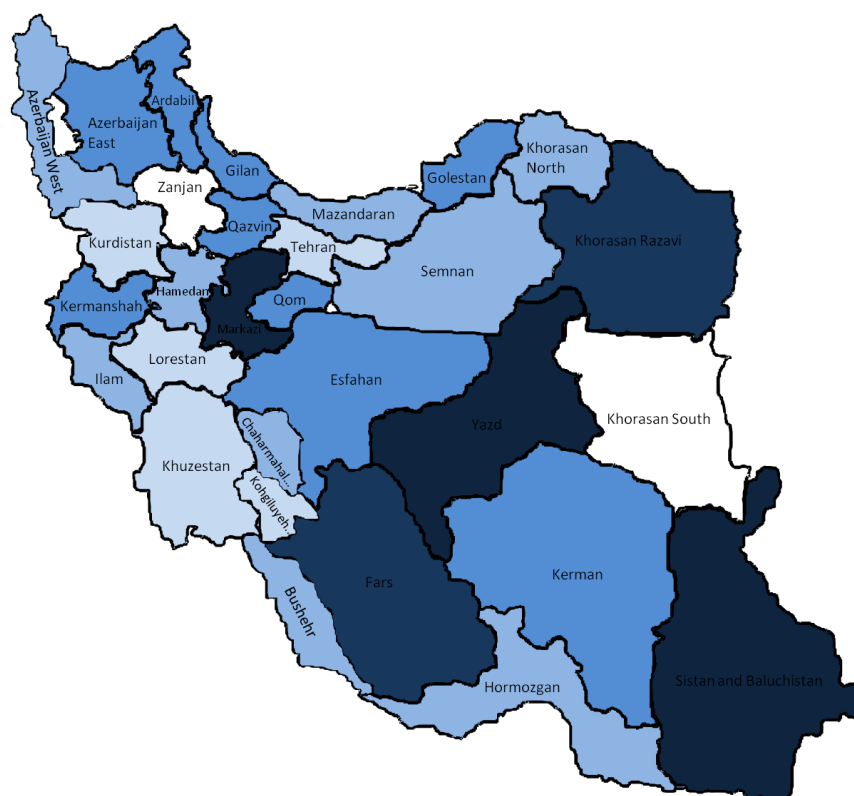 Ardabil
Azerbaijan
East
Azerbaijan West
Gilan
Zanjan
Golestan
Khorasan
North
Mazandaran
Qazvin
Kurdistan
Tehran
Khorasan Razavi
Semnan
Hamedan
Kermanshah
Qom
Markazi
Lorestan
Ilam
Esfahan
Khorasan South
Yazd
Chaharmahal...
Khuzestan
Kohgiluyeh...
Fars
Kerman
Bushehr
Hormozgan
Sistan and Baluchistan